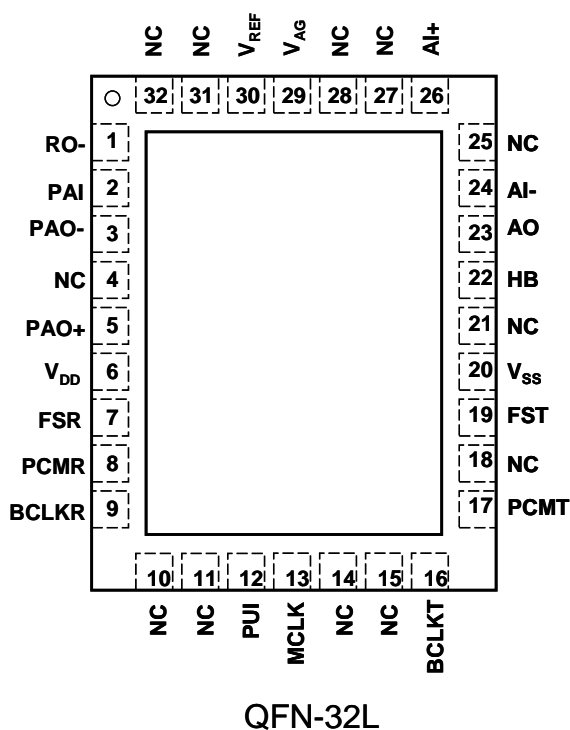 NC NC VREF VAG NC NC AI+
32 31 30 29 28 27 26
RO- 1
PAI 2
PAO- 3
NC 4
PAO+ 5
VDD 6
FSR 7
PCMR 8
BCLKR 9
25 NC
24 AI-
23 AO
22 HB
21 NC
20 VSS
19 FST
18 NC
17 PCMT
10 11 12 13 14 15 16
NC NC PUI MCLK NC NC BCLKT
QFN-32L